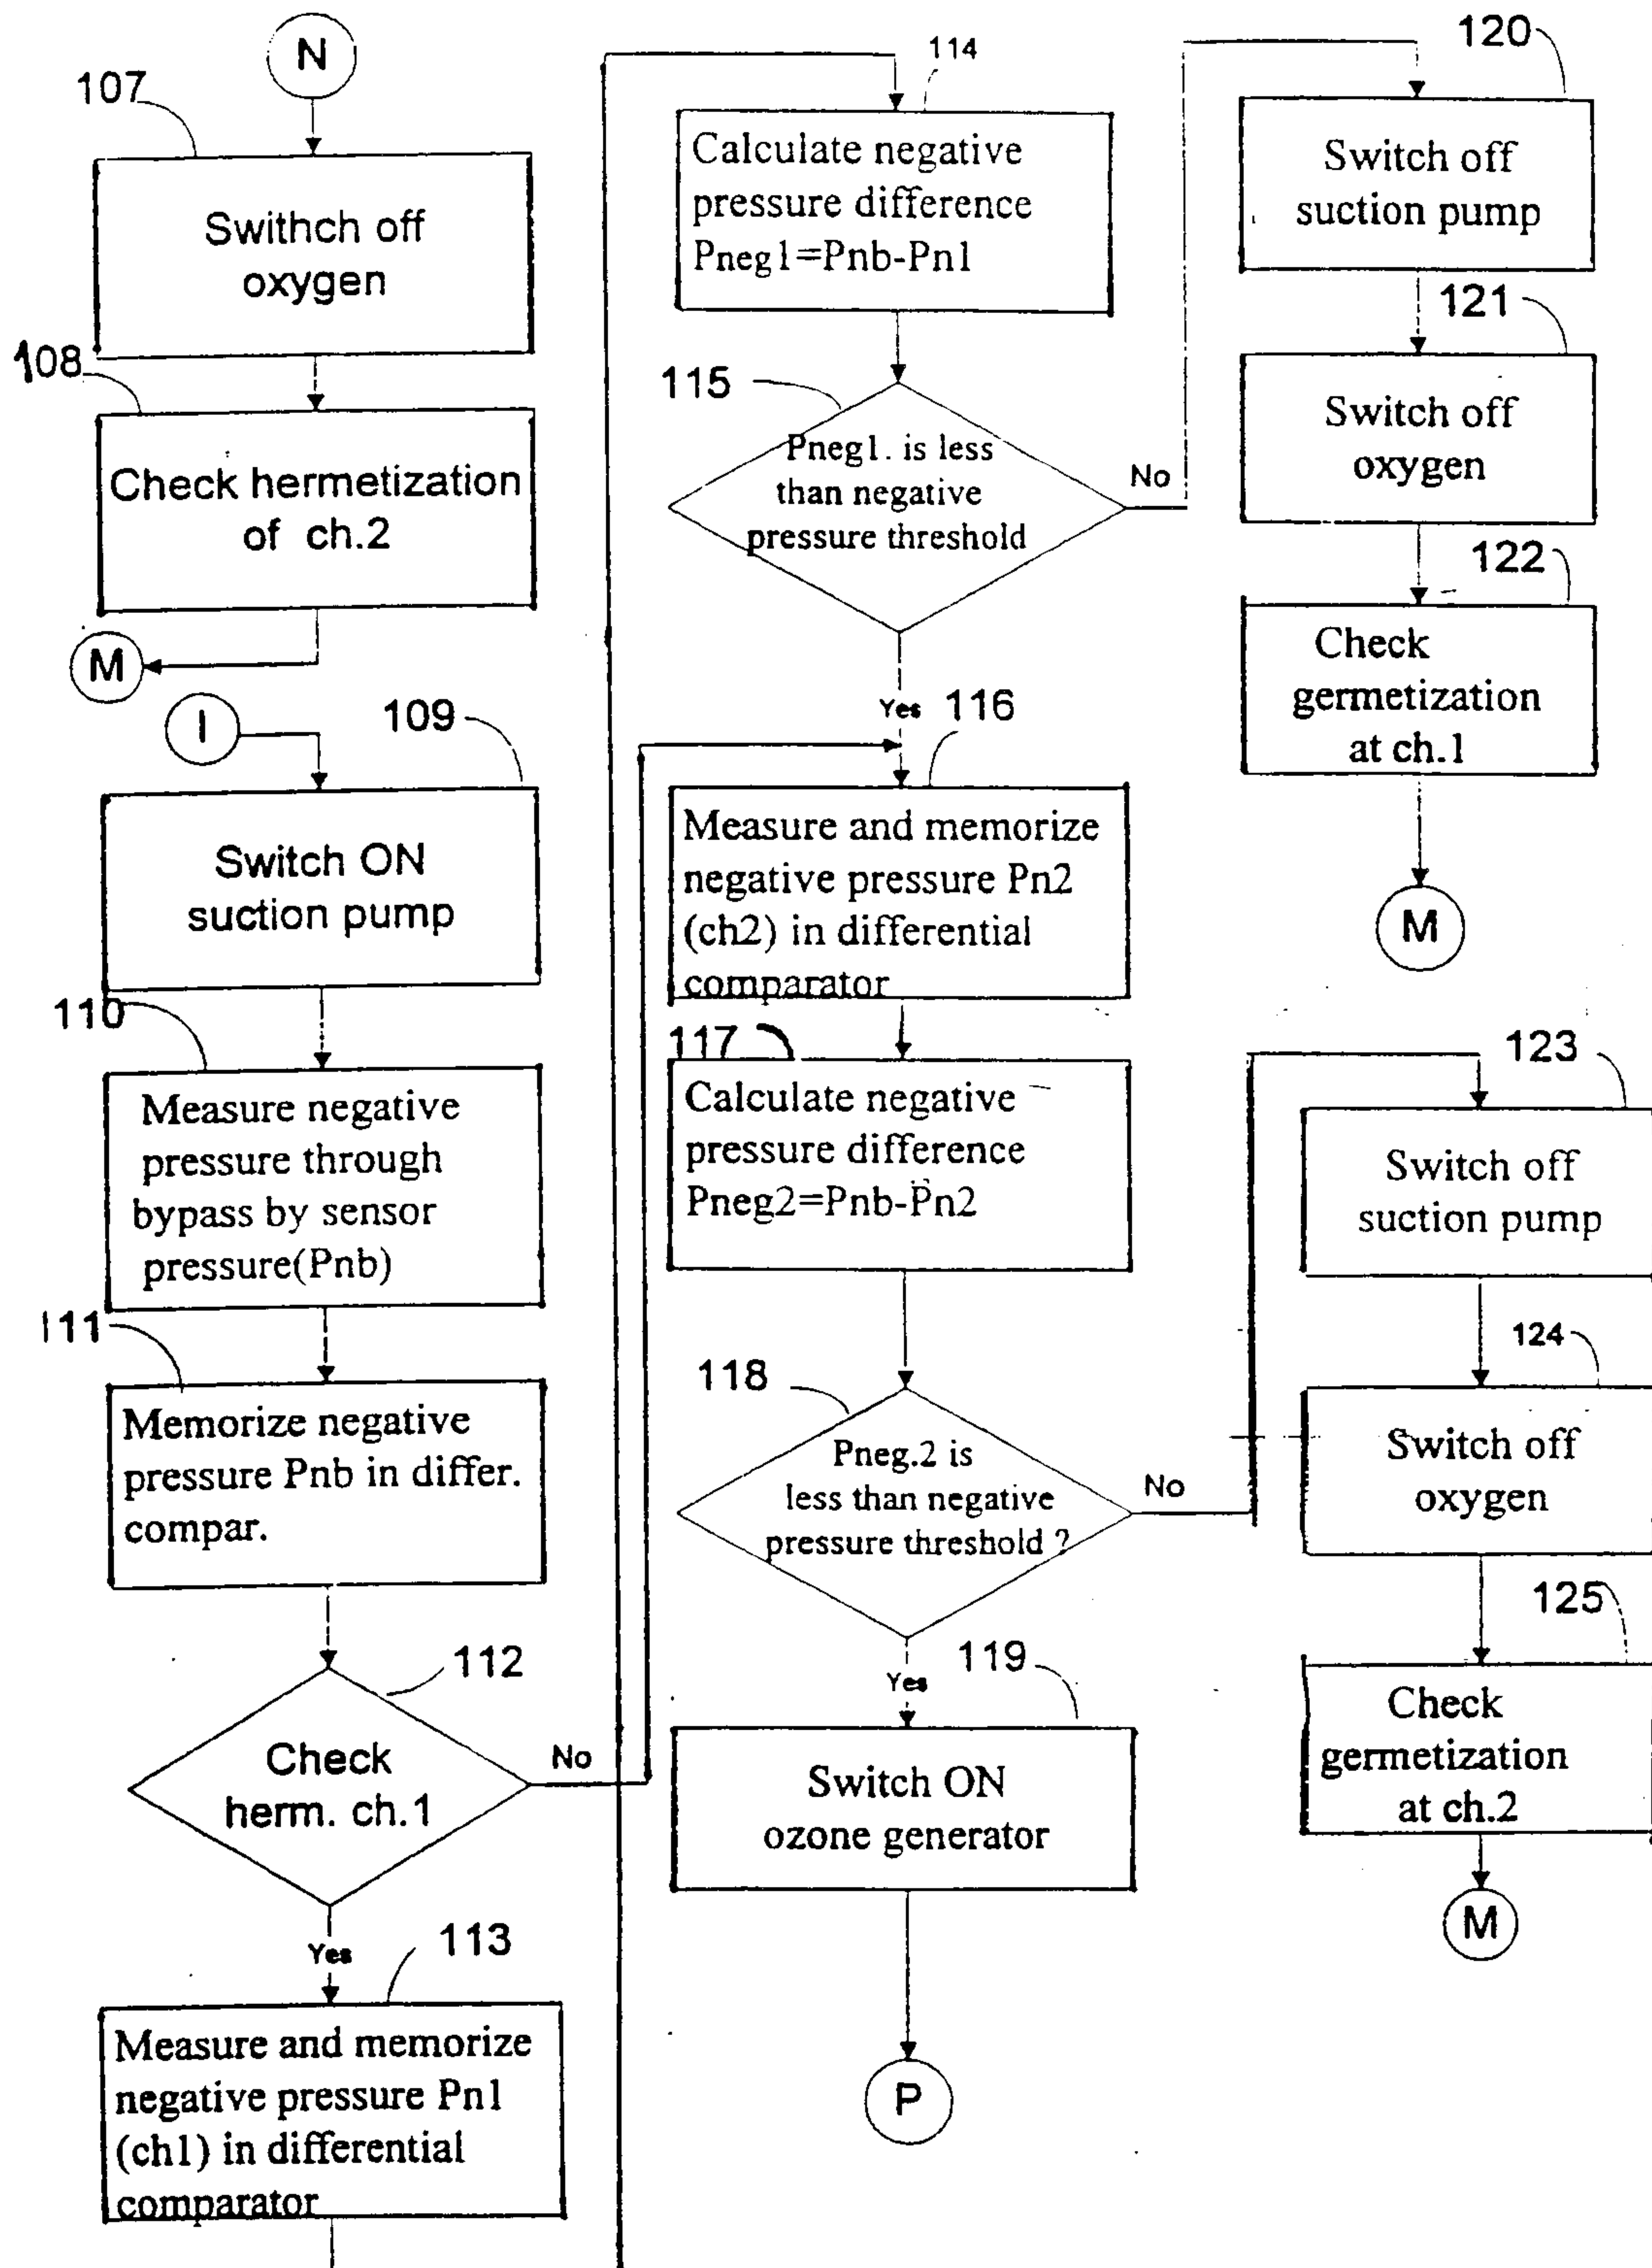 N
107
Swithch off
oxygen
108
Check hermetization
of ch.2
M
I
109
Switch ON
suction pump
110
Measure negative
pressure through
bypass by sensor
pressure(Pnb)
111
Memorize negative
pressure Pnb in differ.
compar.
112
Check
herm. ch.1
No
Yes
113
Measure and memorize
negative pressure Pn1
(ch1) in differential
comparator
114
Calculate negative
pressure difference
Pneg1=Pnb-Pn1
115
Pneg1. is less
than negative
pressure threshold
No
Yes
116
Measure and memorize
negative pressure Pn2
(ch2) in differential
comparator
117
Calculate negative
pressure difference
Pneg2=Pnb-Pn2
118
Pneg.2 is
less than negative
pressure threshold ?
No
Yes
119
Switch ON
ozone generator
P
120
Switch off
suction pump
121
Switch off
oxygen
122
Check
germetization
at ch.1
M
123
Switch off
suction pump
124
Switch off
oxygen
125
Check
germetization
at ch.2
M